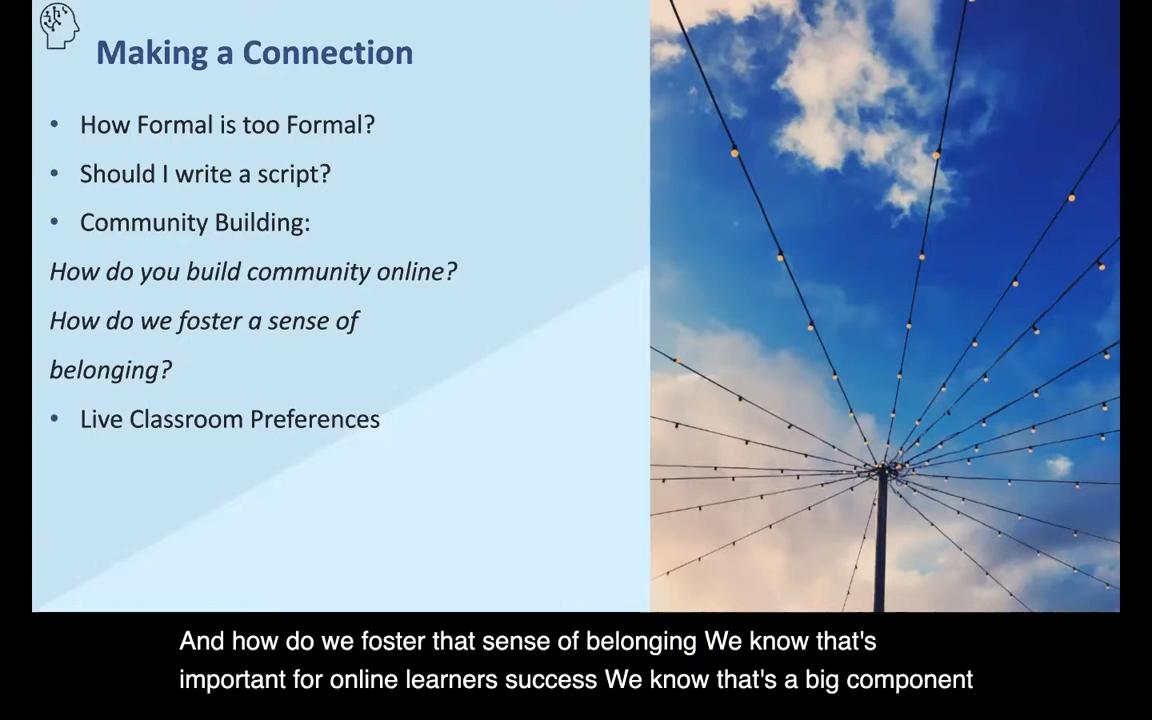 Making a Connection
• How Formal is too Formal?
• Should I write a script?
• Community Building:
How do you build community online?
How do we foster a sense of
belonging?
• Live Classroom Preferences
And how do we foster that sense of belonging We know that's
important for online learners success We know that's a big component